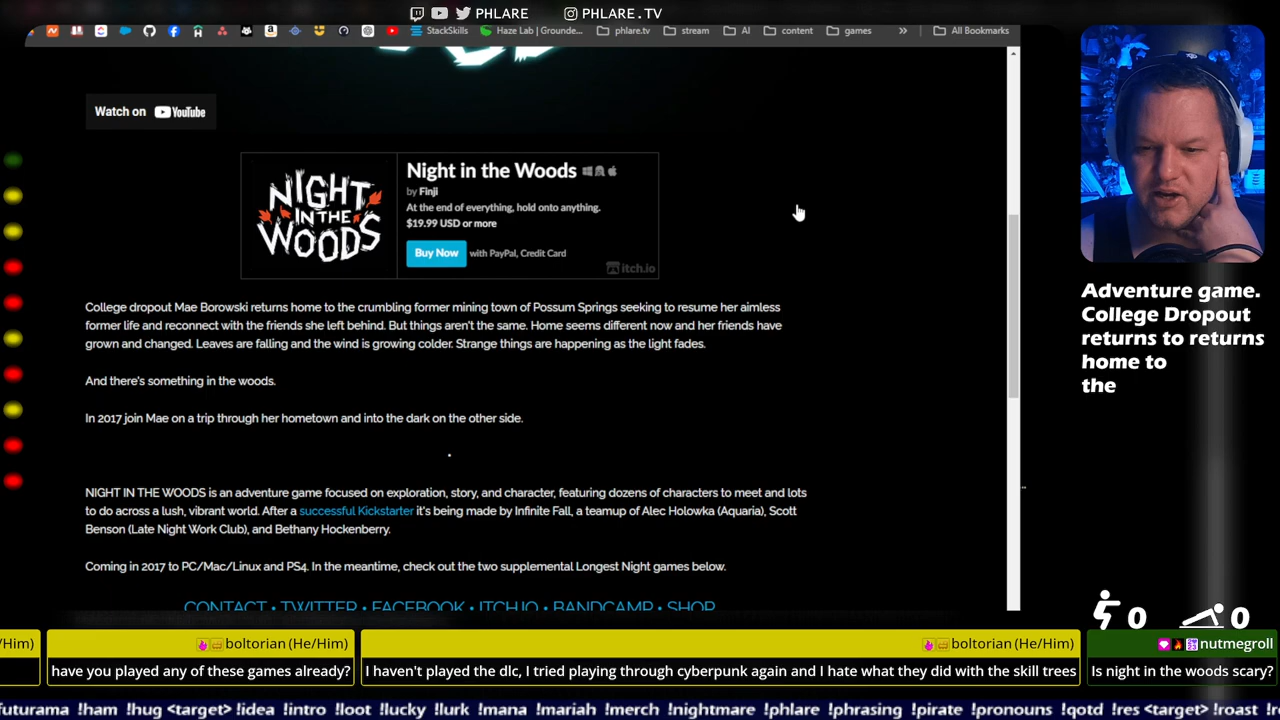 PHLARE PHLARE.TV
StackSkills Haze Lab | Grounde... phlare.tv stream AI content games » All Bookmarks
Watch on YouTube
NIGHT IN THE WOODS
Night in the Woods
by Finji
At the end of everything, hold onto anything.
$19.99 USD or more
Buy Now with PayPal, Credit Card
itch.io
College dropout Mae Borowski returns home to the crumbling former mining town of Possum Springs seeking to resume her aimless
former life and reconnect with the friends she left behind. But things aren't the same. Home seems different now and her friends have
grown and changed. Leaves are falling and the wind is growing colder. Strange things are happening as the light fades.
And there's something in the woods.
In 2017 join Mae on a trip through her hometown and into the dark on the other side.
NIGHT IN THE WOODS is an adventure game focused on exploration, story, and character, featuring dozens of characters to meet and lots
to do across a lush, vibrant world. After a successful Kickstarter it's being made by Infinite Fall, a teamup of Alec Holowka (Aquaria), Scott
Benson (Late Night Work Club), and Bethany Hockenberry.
Coming in 2017 to PC/Mac/Linux and PS4. In the meantime, check out the two supplemental Longest Night games below.
CONTACT • TWITTER • FACEBOOK • ITCH.IO • BANDCAMP • SHOP
Adventure game.
College Dropout
returns to returns
home to
the
0 0
/Him) boltorian (He/Him) boltorian (He/Him) nutmegroll
have you played any of these games already? I haven't played the dlc, I tried playing through cyberpunk again and I hate what they did with the skill trees Is night in the woods scary?
futurama !ham !hug <target> !idea !intro !loot !lucky !lurk !mana !mariah !merch !nightmare !phlare !phrasing !pirate !pronouns !qotd !res <target> !roast